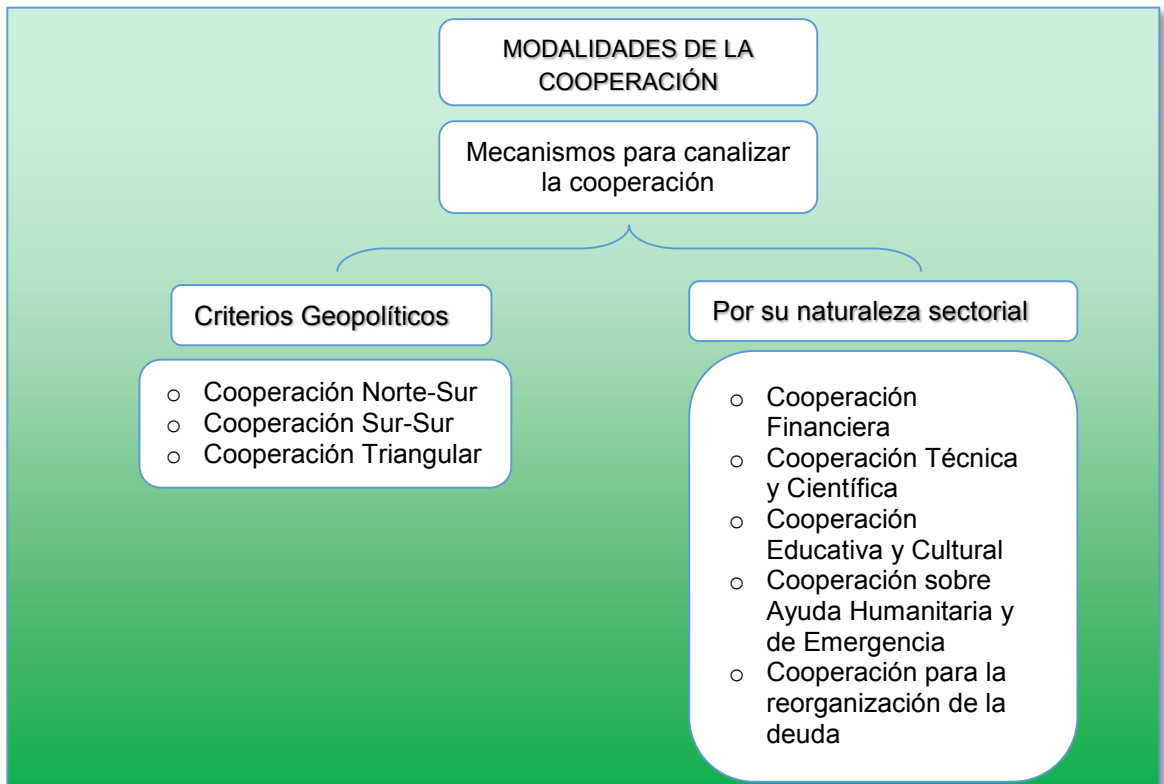 MODALIDADES DE LA
COOPERACIÓN
Mecanismos para canalizar
la cooperación
Criterios Geopolíticos
o Cooperación Norte-Sur
o Cooperación Sur-Sur
o Cooperación Triangular
Por su naturaleza sectorial
o Cooperación
Financiera
o Cooperación Técnica
y Científica
o Cooperación
Educativa y Cultural
o Cooperación sobre
Ayuda Humanitaria y
de Emergencia
o Cooperación para la
reorganización de la
deuda